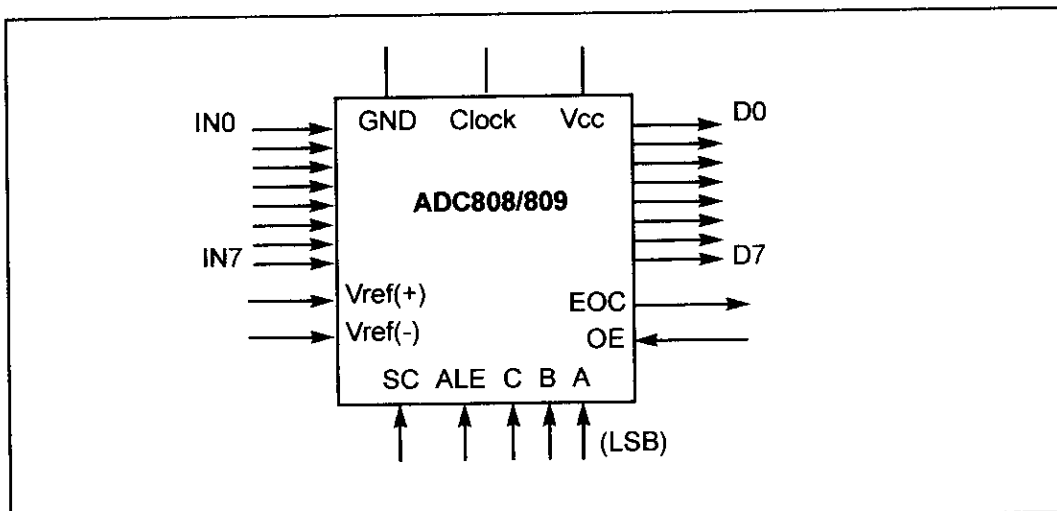 GND Clock Vcc
IN0
D0
ADC808/809
IN7
D7
Vref(+)
EOC
Vref(-)
OE
SC ALE C B A
(LSB)